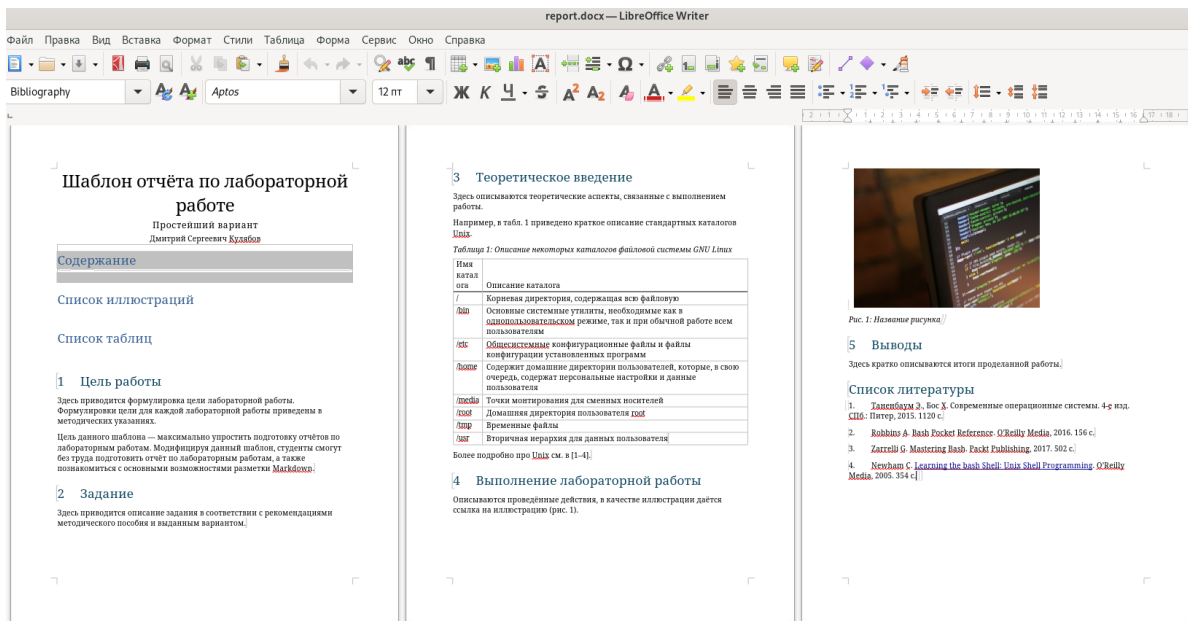 report.docx — LibreOffice Writer
Файл Правка Вид Вставка Формат Стили Таблица Форма Сервис Окно Справка
Bibliography Aptos 12 пт
Шаблон отчёта по лабораторной
работе
Простейший вариант
Дмитрий Сергеевич Кулябов
Содержание
Список иллюстраций
Список таблиц
1 Цель работы
Здесь приводится формулировка цели лабораторной работы.
Формулировки цели для каждой лабораторной работы приведены в
методических указаниях.
Цель данного шаблона — максимально упростить подготовку отчётов по
лабораторным работам. Модифицируя данный шаблон, студенты смогут
без труда подготовить отчёт по лабораторным работам, а также
познакомиться с основными возможностями разметки Markdown.
2 Задание
Здесь приводится описание задания в соответствии с рекомендациями
методического пособия и выданным вариантом.
3 Теоретическое введение
Здесь описываются теоретические аспекты, связанные с выполнением
работы.
Например, в табл. 1 приведено краткое описание стандартных каталогов
Unix.
Таблица 1: Описание некоторых каталогов файловой системы GNU Linux
Имя
катал
ога Описание каталога
/ Корневая директория, содержащая всю файловую
/bin Основные системные утилиты, необходимые как в
однопользовательском режиме, так и при обычной работе всем
пользователям
/etc Общесистемные конфигурационные файлы и файлы
конфигурации установленных программ
/home Содержит домашние директории пользователей, которые, в свою
очередь, содержат персональные настройки и данные
пользователя
/media Точки монтирования для сменных носителей
/root Домашняя директория пользователя root
/tmp Временные файлы
/usr Вторичная иерархия для данных пользователя
Более подробно про Unix см. в [1–4].
4 Выполнение лабораторной работы
Описываются проведённые действия, в качестве иллюстрации даётся
ссылка на иллюстрацию (рис. 1).
Рис. 1: Название рисунка
5 Выводы
Здесь кратко описываются итоги проделанной работы.
Список литературы
1. Таненбаум Э., Бос Х. Современные операционные системы. 4-е изд.
СПб.: Питер, 2015. 1120 с.
2. Robbins A. Bash Pocket Reference. O'Reilly Media, 2016. 156 с.
3. Zarrelli G. Mastering Bash. Packt Publishing, 2017. 502 с.
4. Newham C. Learning the bash Shell: Unix Shell Programming. O'Reilly
Media, 2005. 354 с.